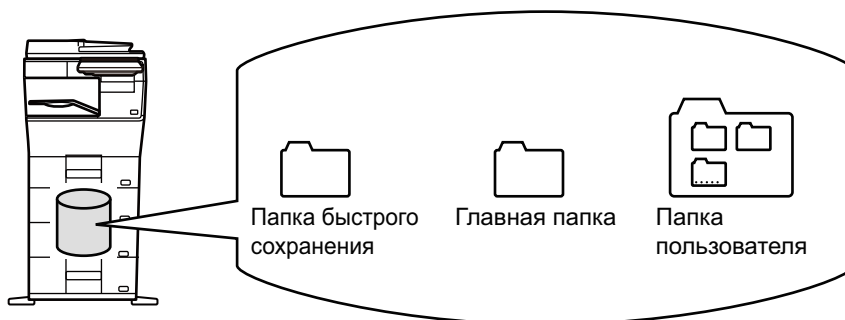 Папка быстрого
сохранения
Главная папка
Папка
пользователя